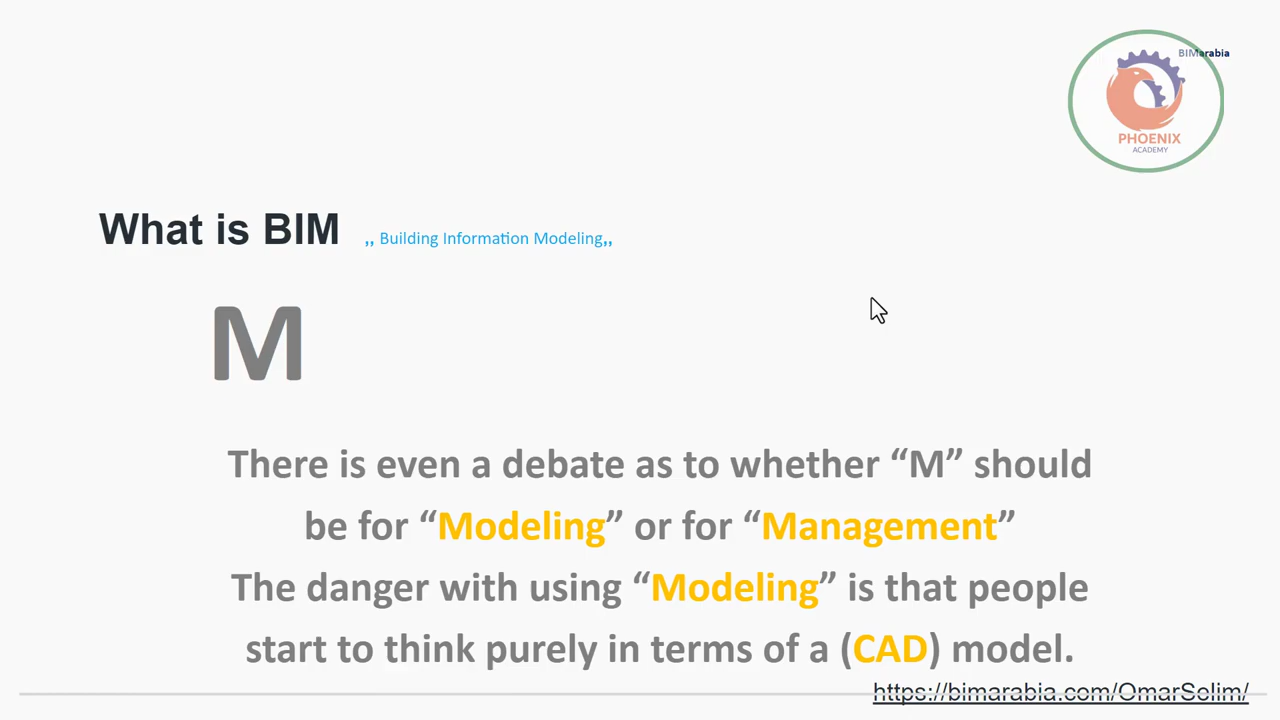 BIMarabia
PHOENIX
ACADEMY
What is BIM ,, Building Information Modeling,,
M
There is even a debate as to whether “M” should
be for “Modeling” or for “Management”
The danger with using “Modeling” is that people
start to think purely in terms of a (CAD) model.
https://bimarabia.com/OmarSelim/